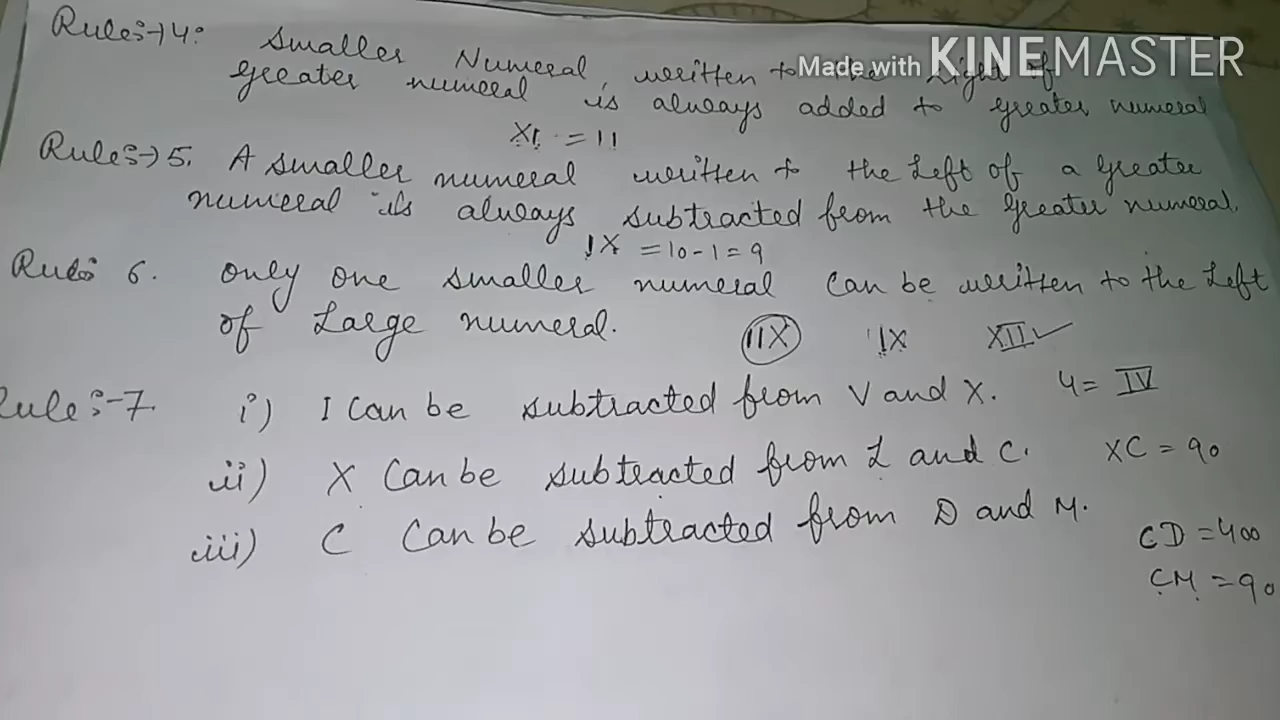 Rules:→4: Smaller Numeral, written to the Right of
Made with KINEMASTER
greater numeral is always added to greater numeral
XI = 11
Rules:→5. A smaller numeral written to the Left of a greater
numeral is always subtracted from the greater numeral.
IX = 10-1=9
Rule: 6. Only one smaller numeral can be written to the Left
of Large numeral. IIX IX XII ✓
Rule:-7. i) I can be subtracted from V and X. 4= IV
ii) X Can be subtracted from L and C. XC = 90
iii) C Can be subtracted from D and M.
CD = 400
CM = 90